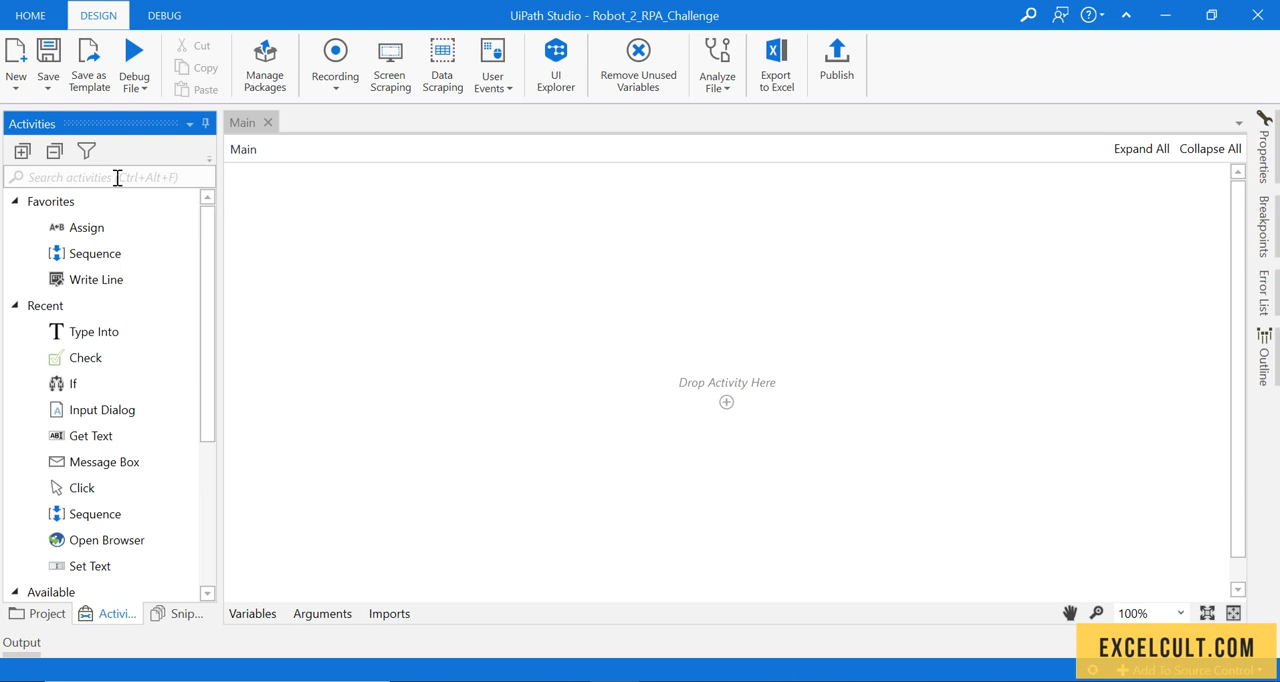 HOME DESIGN DEBUG UiPath Studio - Robot_2_RPA_Challenge
New Save Save as Template Debug File Cut Copy Paste Manage Packages Recording Screen Scraping Data Scraping User Events UI Explorer Remove Unused Variables Analyze File Export to Excel Publish
Activities
Main
Main Expand All Collapse All
Search activities (Ctrl+Alt+F)
Favorites
Assign
Sequence
Write Line
Recent
Type Into
Check
If
Input Dialog
Get Text
Message Box
Click
Sequence
Open Browser
Set Text
Available
Drop Activity Here
Properties
Breakpoints
Error List
Outline
Project Activi... Snip...
Variables Arguments Imports 100%
Output
EXCELCULT.COM
Add To Source Control